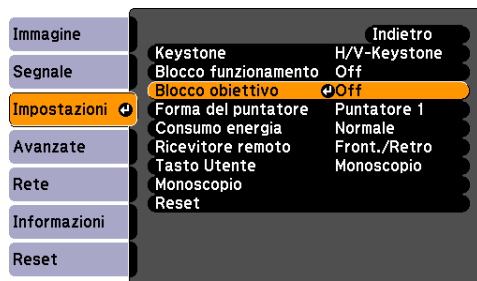 Immagine
Segnale
Impostazioni
Avanzate
Rete
Informazioni
Reset
Indietro
Keystone H/V-Keystone
Blocco funzionamento Off
Blocco obiettivo Off
Forma del puntatore Puntatore 1
Consumo energia Normale
Ricevitore remoto Front./Retro
Tasto Utente Monoscopio
Monoscopio
Reset